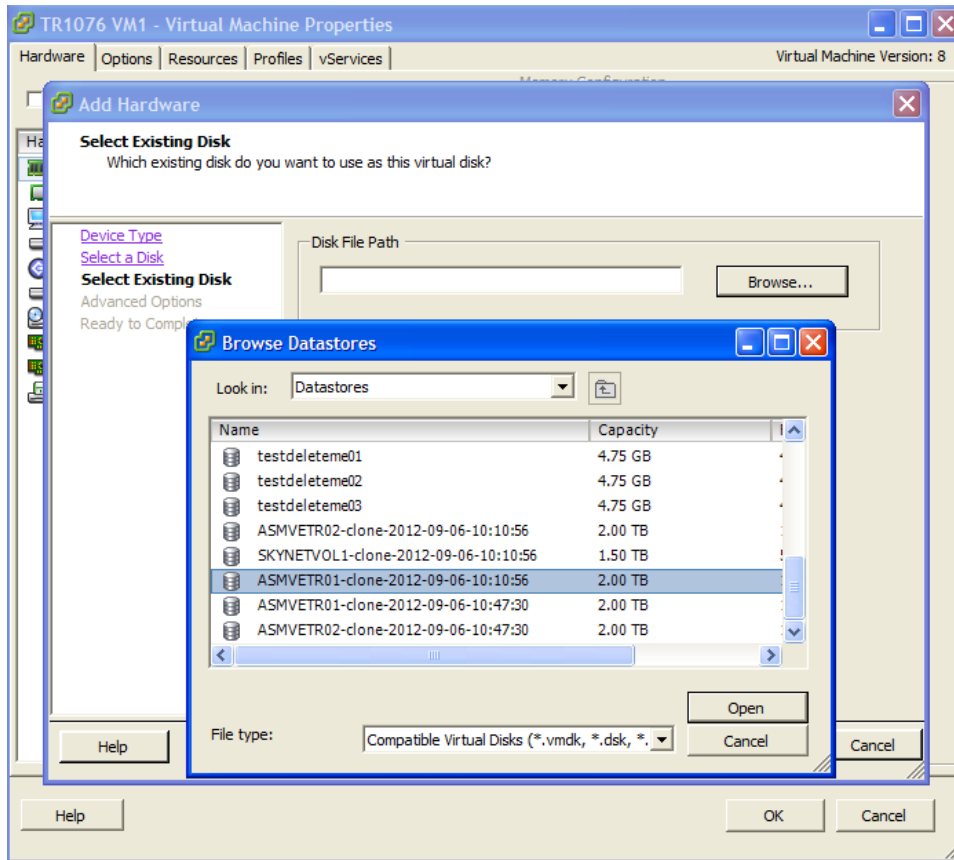 TR1076 VM1 - Virtual Machine Properties
Hardware Options Resources Profiles vServices Virtual Machine Version: 8
Memory Configuration
Add Hardware
Ha
Select Existing Disk
Which existing disk do you want to use as this virtual disk?
Device Type
Select a Disk
Select Existing Disk
Advanced Options
Ready to Compl
Disk File Path
Browse...
Browse Datastores
Look in: Datastores
Name Capacity
testdeleteme01 4.75 GB
testdeleteme02 4.75 GB
testdeleteme03 4.75 GB
ASMVETR02-clone-2012-09-06-10:10:56 2.00 TB
SKYNETVOL1-clone-2012-09-06-10:10:56 1.50 TB
ASMVETR01-clone-2012-09-06-10:10:56 2.00 TB
ASMVETR01-clone-2012-09-06-10:47:30 2.00 TB
ASMVETR02-clone-2012-09-06-10:47:30 2.00 TB
Open
File type: Compatible Virtual Disks (*.vmdk, *.dsk, *.
Cancel
Help Cancel
Help OK Cancel